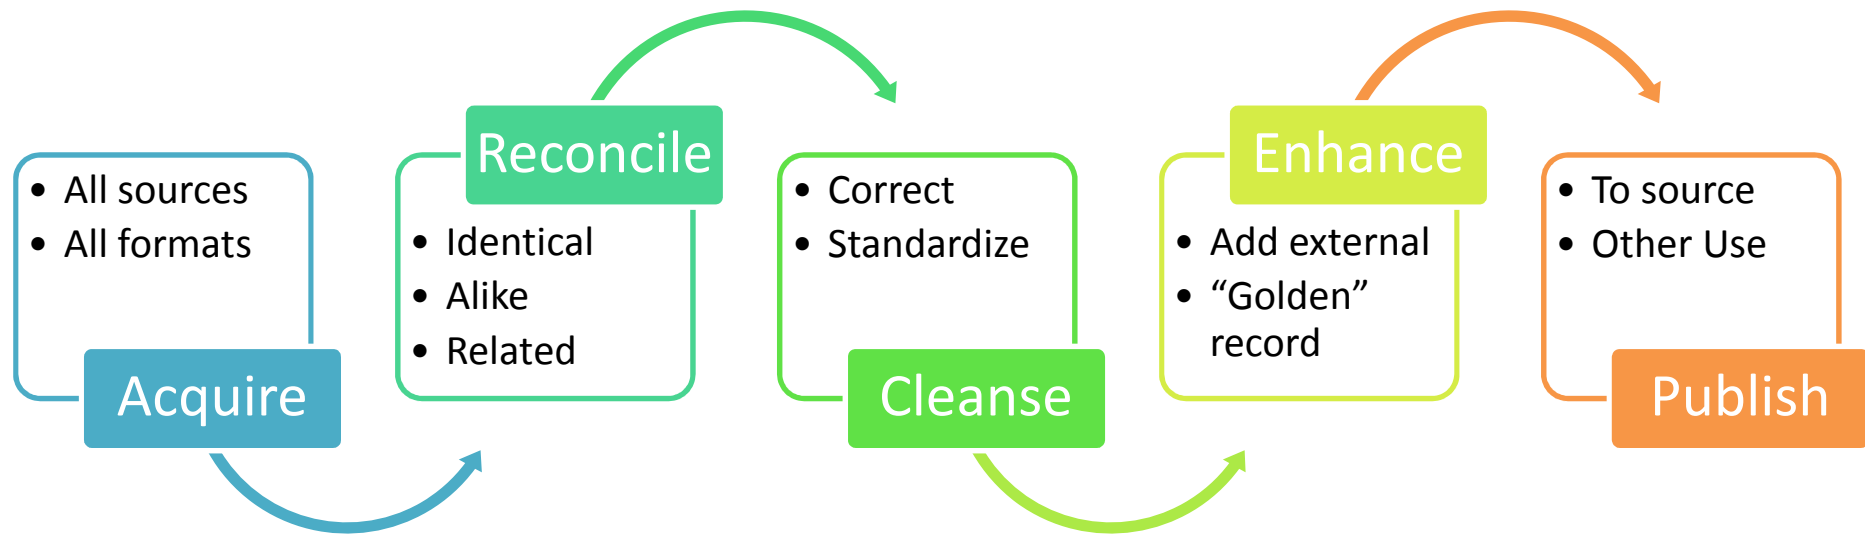 • All sources
• All formats
Acquire
Reconcile
• Identical
• Alike
• Related
• Correct
• Standardize
Cleanse
Enhance
• Add external
• “Golden”
record
• To source
• Other Use
Publish